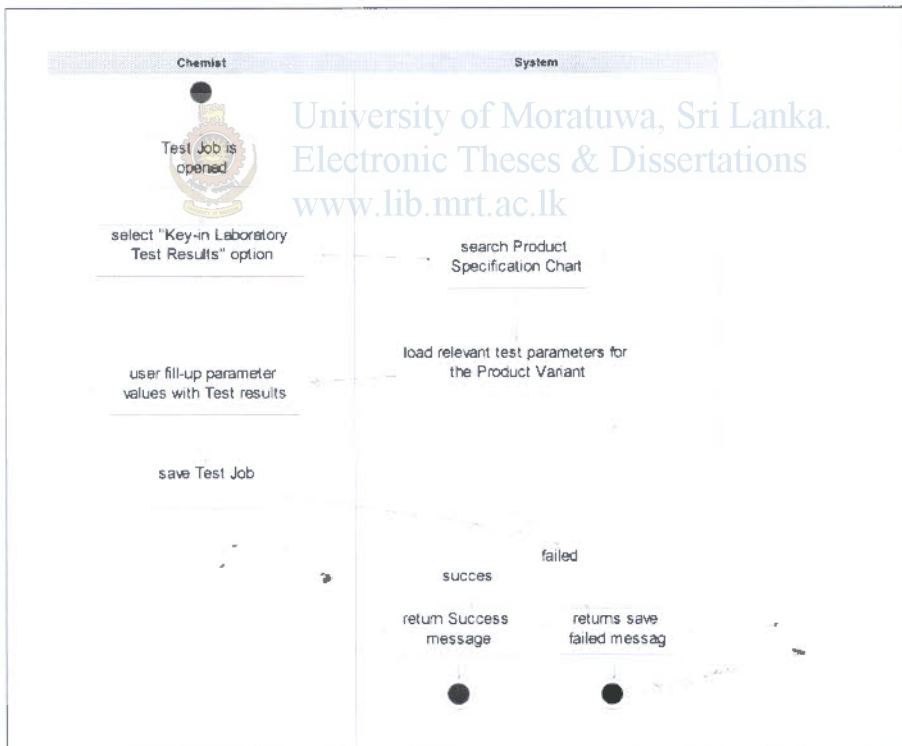 Chemist
System
University of Moratuwa, Sri Lanka.
Electronic Theses & Dissertations
www.lib.mrt.ac.lk
Test Job is
opened
select "Key-in Laboratory
Test Results" option
search Product
Specification Chart
load relevant test parameters for
the Product Variant
user fill-up parameter
values with Test results
save Test Job
failed
succes
return Success
message
returns save
failed messag